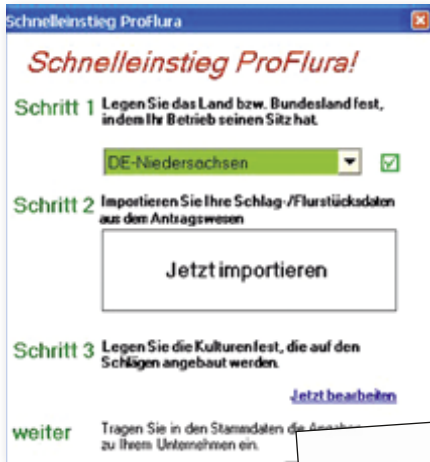 Schnelleinstieg ProFlura
Schnelleinstieg ProFlura!
Schritt 1 Legen Sie das Land bzw. Bundesland fest,
in dem Ihr Betrieb seinen Sitz hat.
DE-Niedersachsen
Schritt 2 Importieren Sie Ihre Schlag-/Flurstücksdaten
aus dem Antragswesen
Jetzt importieren
Schritt 3 Legen Sie die Kulturen fest, die auf den
Schlägen angebaut werden.
Jetzt bearbeiten
weiter Tragen Sie in den Stammdaten die
zu Ihrem Unternehmen ein.